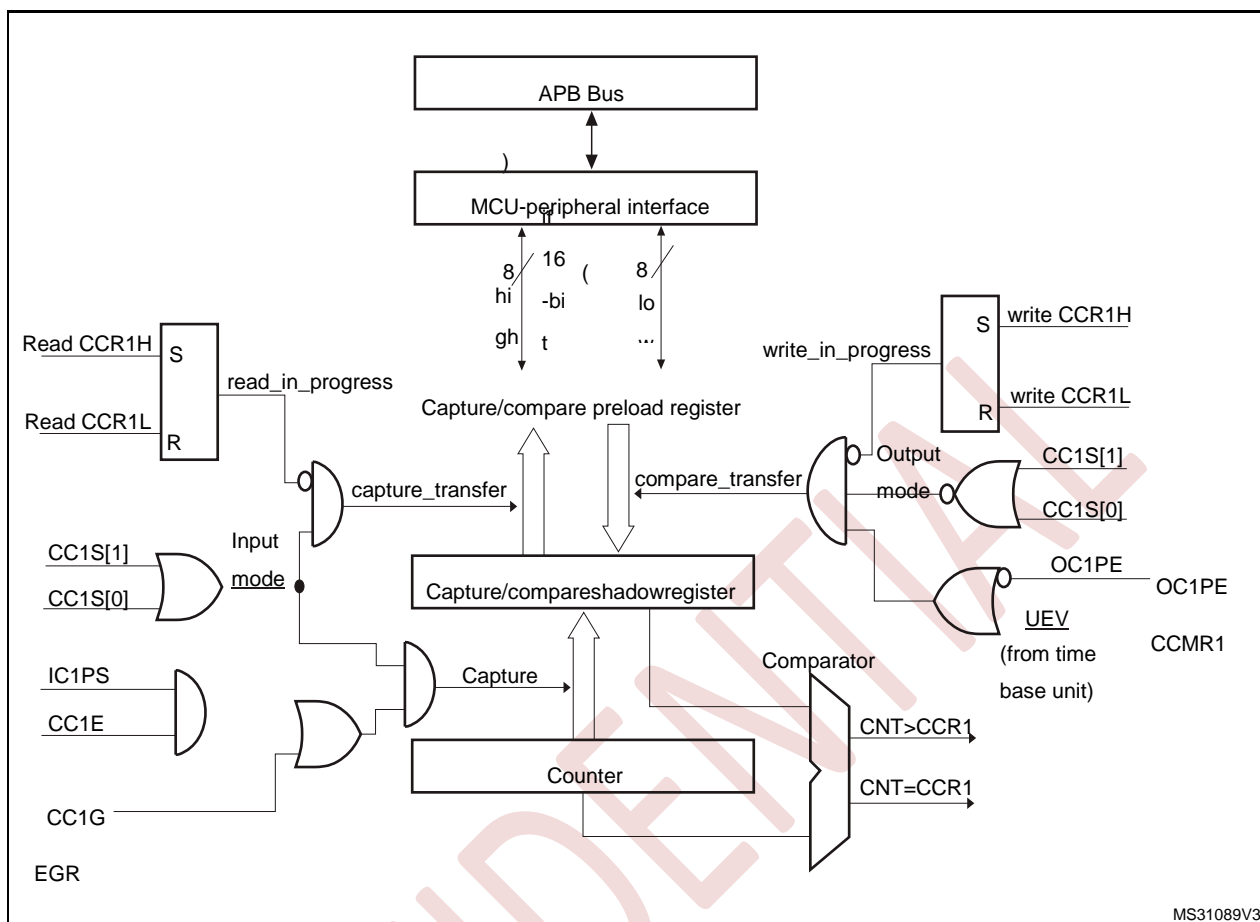 APB Bus
)
MCU-peripheral interface
if
8
16
(
8
hi
-bi
lo
gh
t
w
Read CCR1H
S
read_in_progress
Read CCR1L
R
write_in_progress
S
write CCR1H
R
write CCR1L
Capture/compare preload register
capture_transfer
compare_transfer
Output
mode
CC1S[1]
CC1S[0]
Input
mode
CC1S[1]
CC1S[0]
Capture/compareshadowregister
OC1PE
OC1PE
UEV
CCMR1
(from time
base unit)
IC1PS
CC1E
Capture
Comparator
CNT>CCR1
Counter
CNT=CCR1
CC1G
EGR
MS31089V3